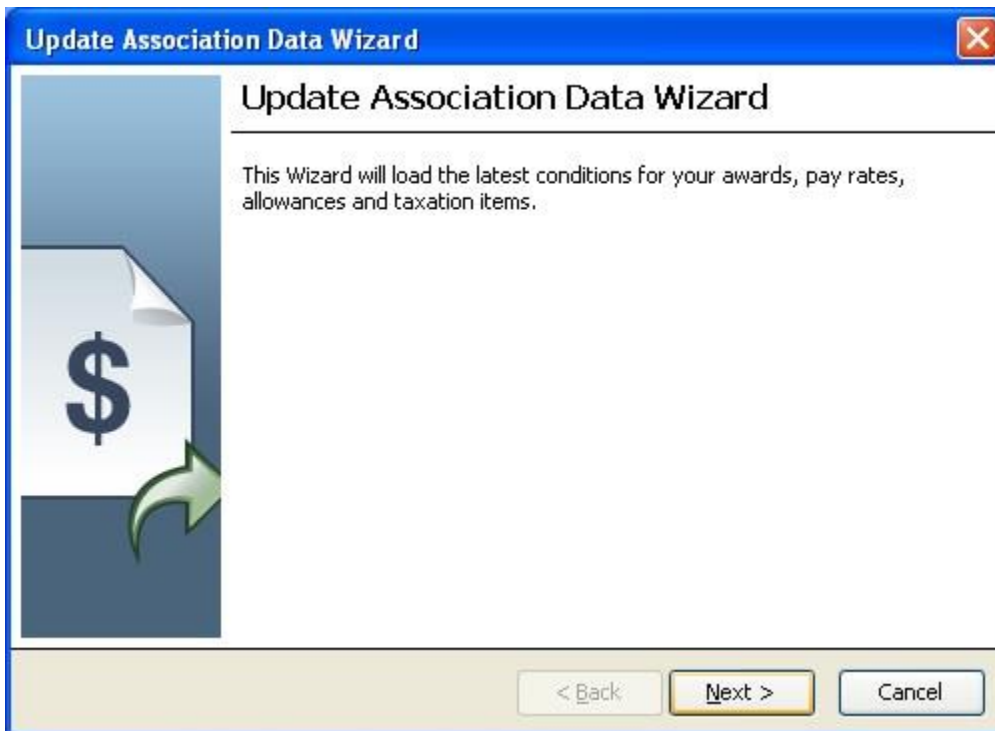 Update Association Data Wizard
Update Association Data Wizard
This Wizard will load the latest conditions for your awards, pay rates,
allowances and taxation items.
$
< Back
Next >
Cancel